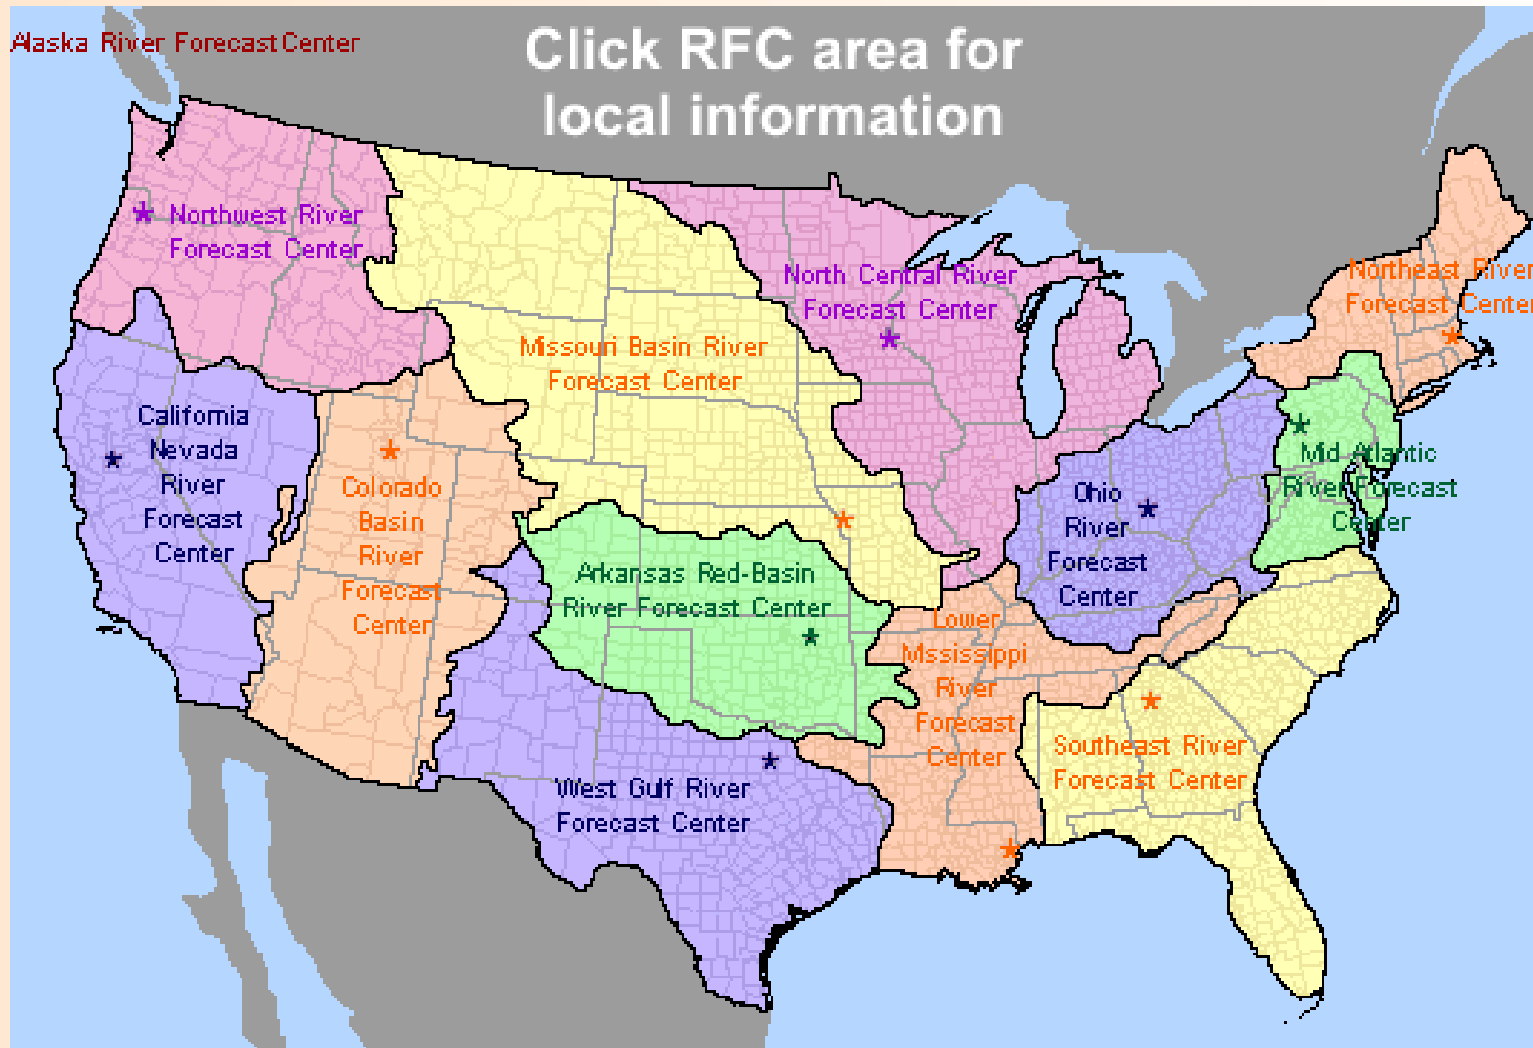 Alaska River Forecast Center
Click RFC area for
local information
Northwest River
Forecast Center
North Central River
Forecast Center
Northeast River
Forecast Center
Missouri Basin River
Forecast Center
California
Nevada
River
Forecast
Center
Colorado
Basin
River
Forecast
Center
Ohio
River
Forecast
Center
Mid Atlantic
River Forecast
Center
Arkansas Red-Basin
River Forecast Center
Lower
Mississippi
River
Forecast
Center
Southeast River
Forecast Center
West Gulf River
Forecast Center